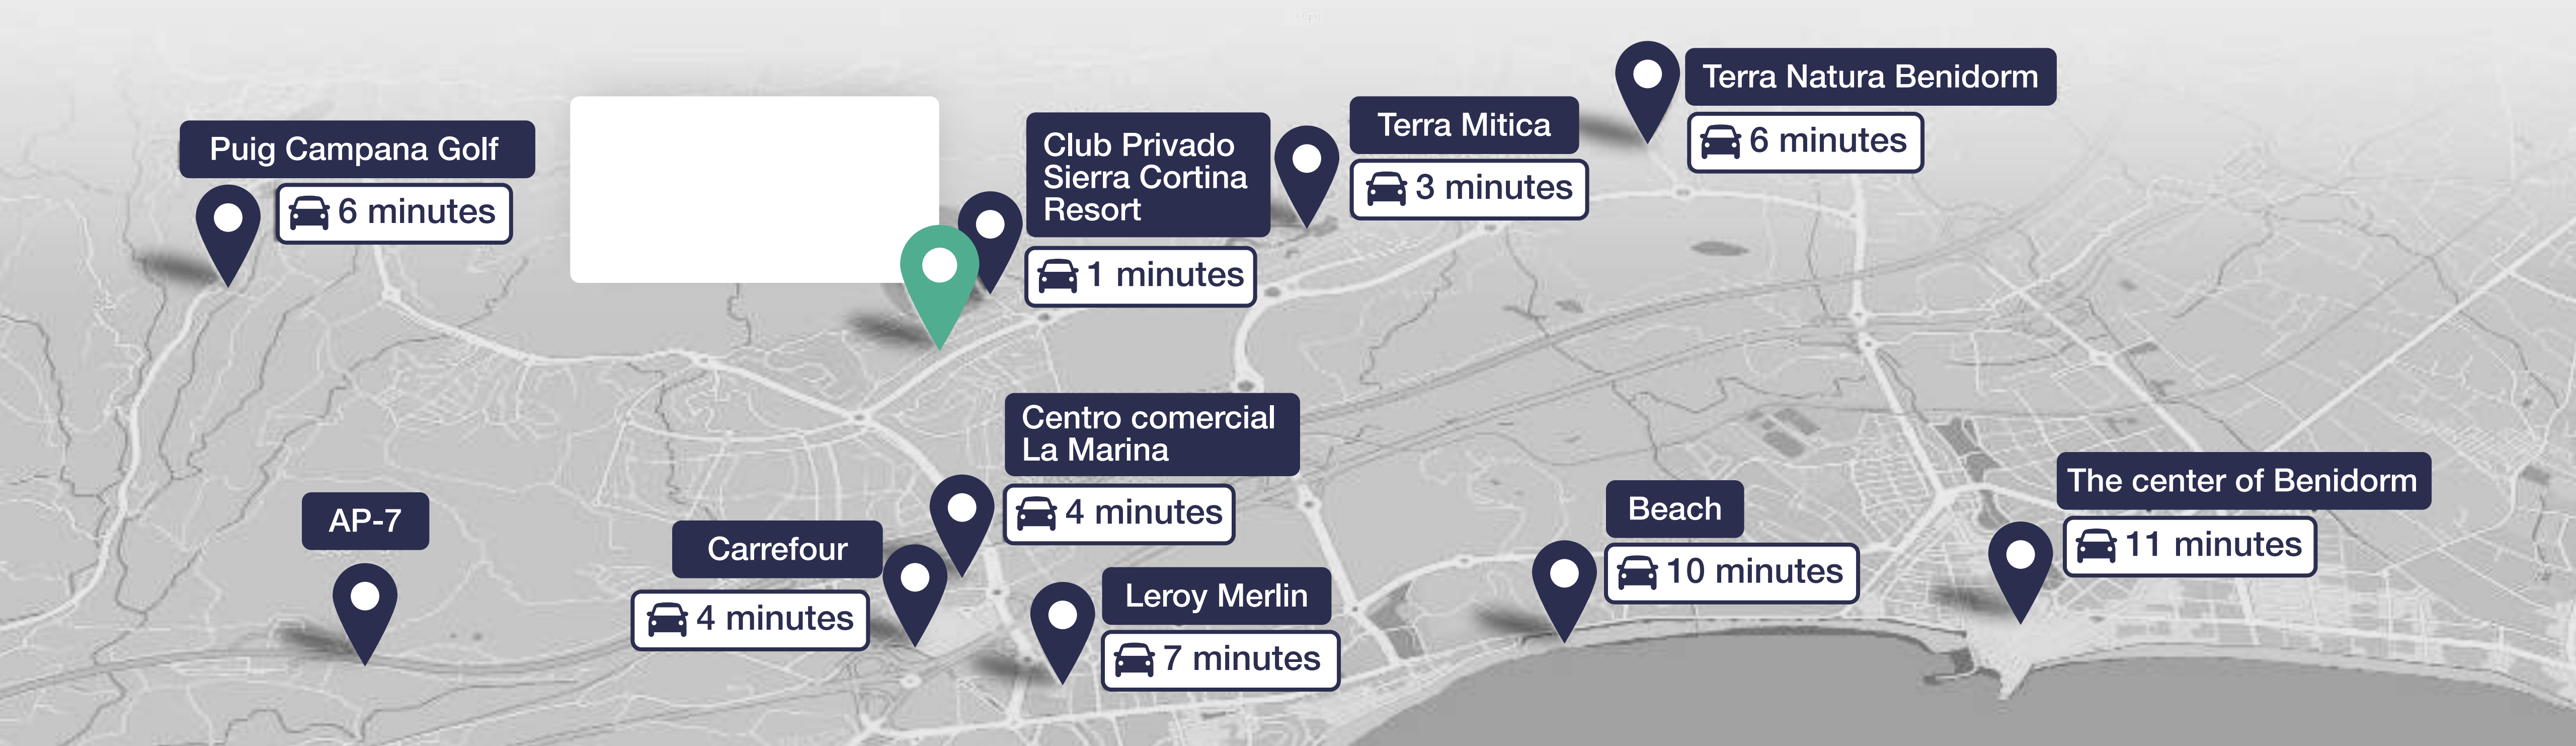 Terra Natura Benidorm
6 minutes
Terra Mitica
3 minutes
Club Privado
Sierra Cortina
Resort
1 minutes
Puig Campana Golf
6 minutes
Centro comercial
La Marina
4 minutes
The center of Benidorm
11 minutes
Beach
10 minutes
AP-7
Carrefour
4 minutes
Leroy Merlin
7 minutes